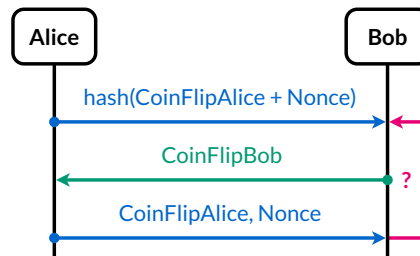 Alice
Bob
hash(CoinFlipAlice + Nonce)
CoinFlipBob
?
CoinFlipAlice, Nonce